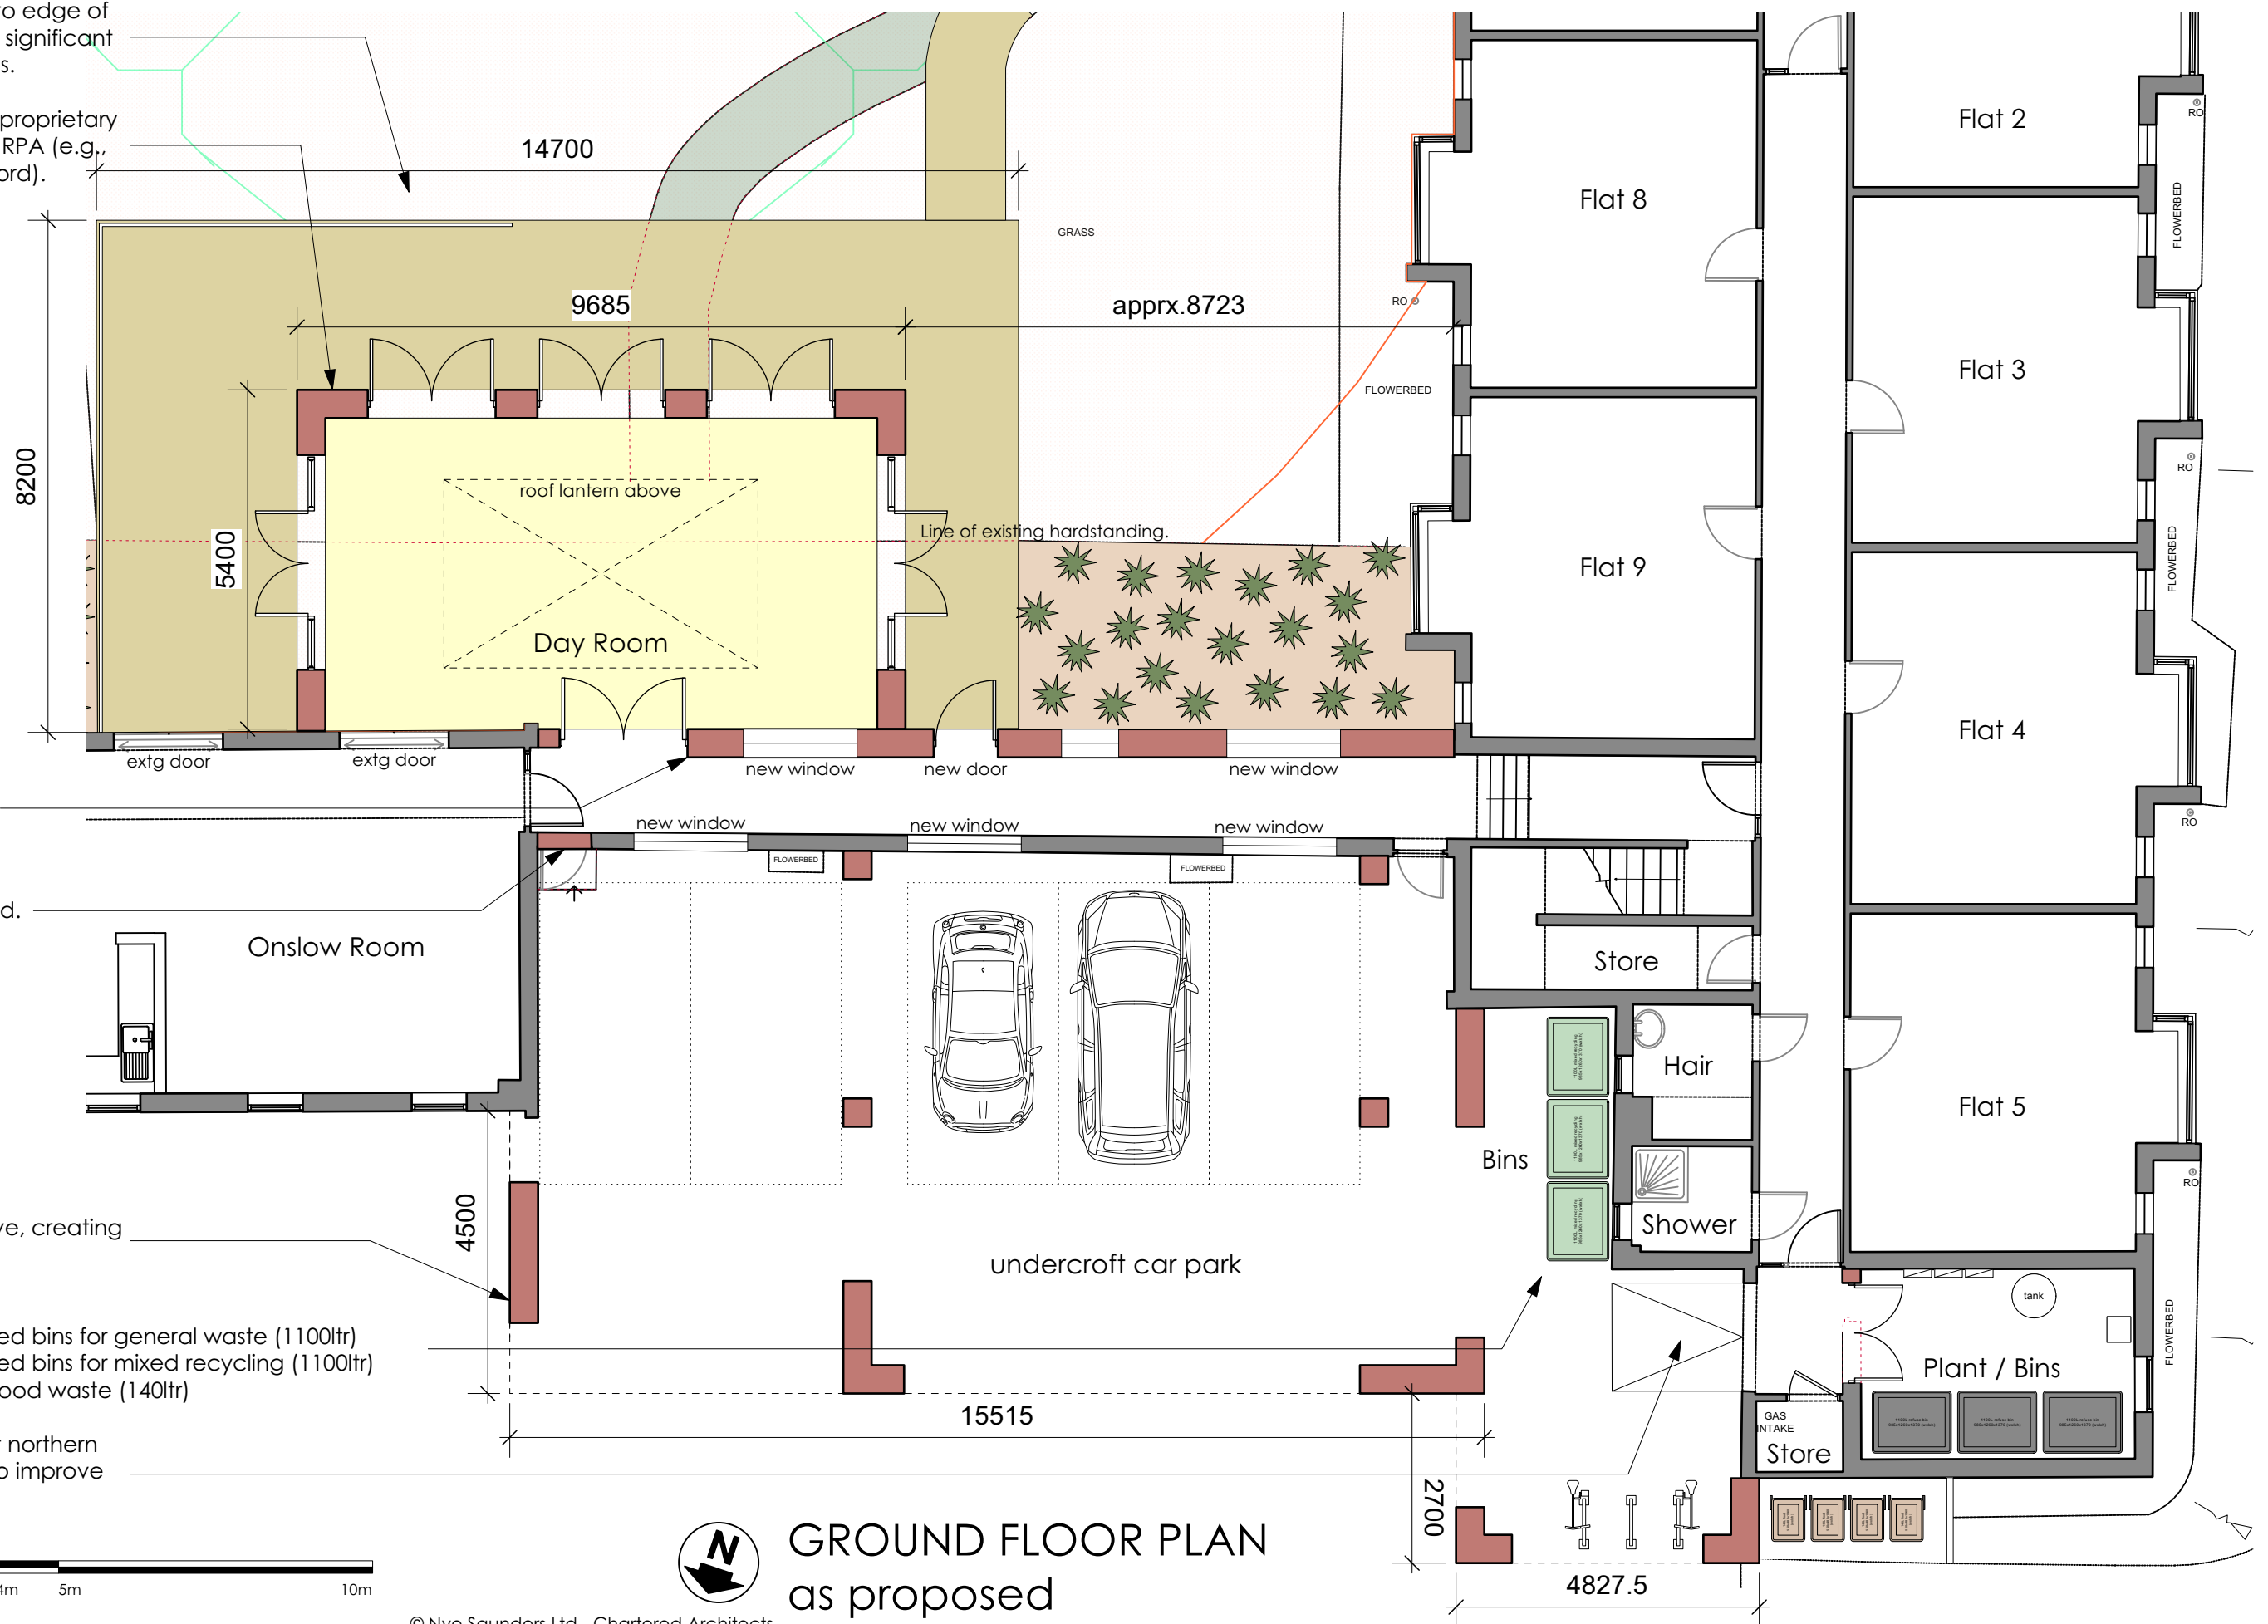 to edge of
significant
s.
proprietary
RPA (e.g.,
ord).
14700
8200
9685
apprx.8723
5400
GRASS
RO
FLOWERBED
roof lantern above
Line of existing hardstanding.
Day Room
Flat 8
Flat 9
Flat 2
Flat 3
Flat 4
Flat 5
RO
FLOWERBED
RO
FLOWERBED
RO
RO
FLOWERBED
extg door
extg door
new window
new door
new window
new window
new window
new window
FLOWERBED
FLOWERBED
d.
Onslow Room
Store
Hair
Bins
Shower
undercroft car park
4500
ve, creating
ed bins for general waste (1100ltr)
ed bins for mixed recycling (1100ltr)
ood waste (140ltr)
northern
o improve
15515
2700
4827.5
tank
Plant / Bins
GAS
INTAKE
Store
4m
5m
10m
N
GROUND FLOOR PLAN
as proposed
© Nye Saunders Ltd - Chartered Architects